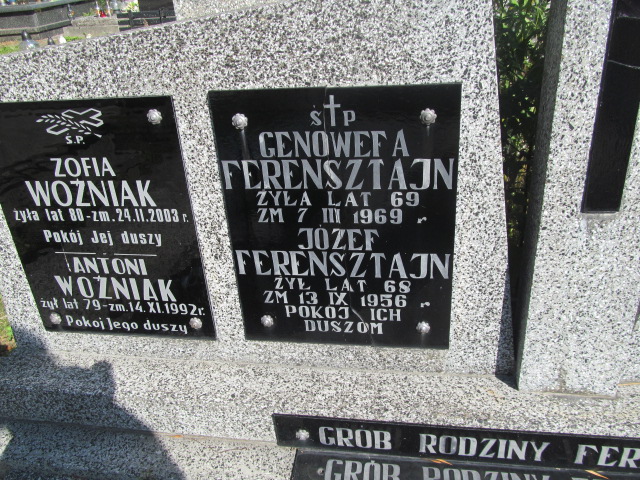 Ś.P.
ZOFIA
WOŹNIAK
żyła lat 80-zm. 24.II.2003 r.
Pokój Jej duszy
ANTONI
WOŹNIAK
żył lat 79-zm. 14.XI.1992 r.
Pokój Jego duszy
Ś P
GENOWEFA
FERENSZTAJN
ŻYŁA LAT 69
ZM 7 III 1969 r
JÓZEF
FERENSZTAJN
ŻYŁ LAT 68
ZM 13 IX 1956 r
POKÓJ ICH
DUSZOM
GRÓB RODZINY FER
GRÓB RODZINY FERE